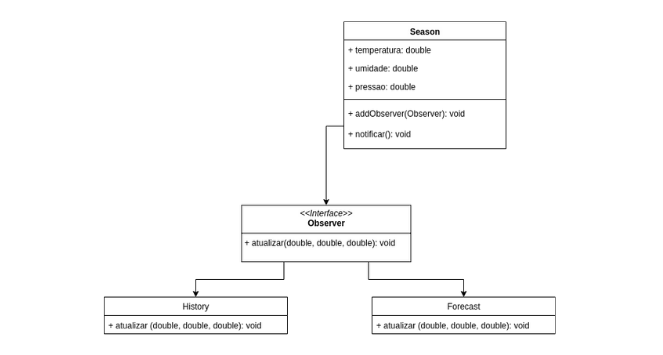 Season
+ temperatura: double
+ umidade: double
+ pressao: double
+ addObserver(Observer): void
+ notificar(): void
<<Interface>>
Observer
+ atualizar(double, double, double): void
History
+ atualizar (double, double, double): void
Forecast
+ atualizar (double, double, double): void